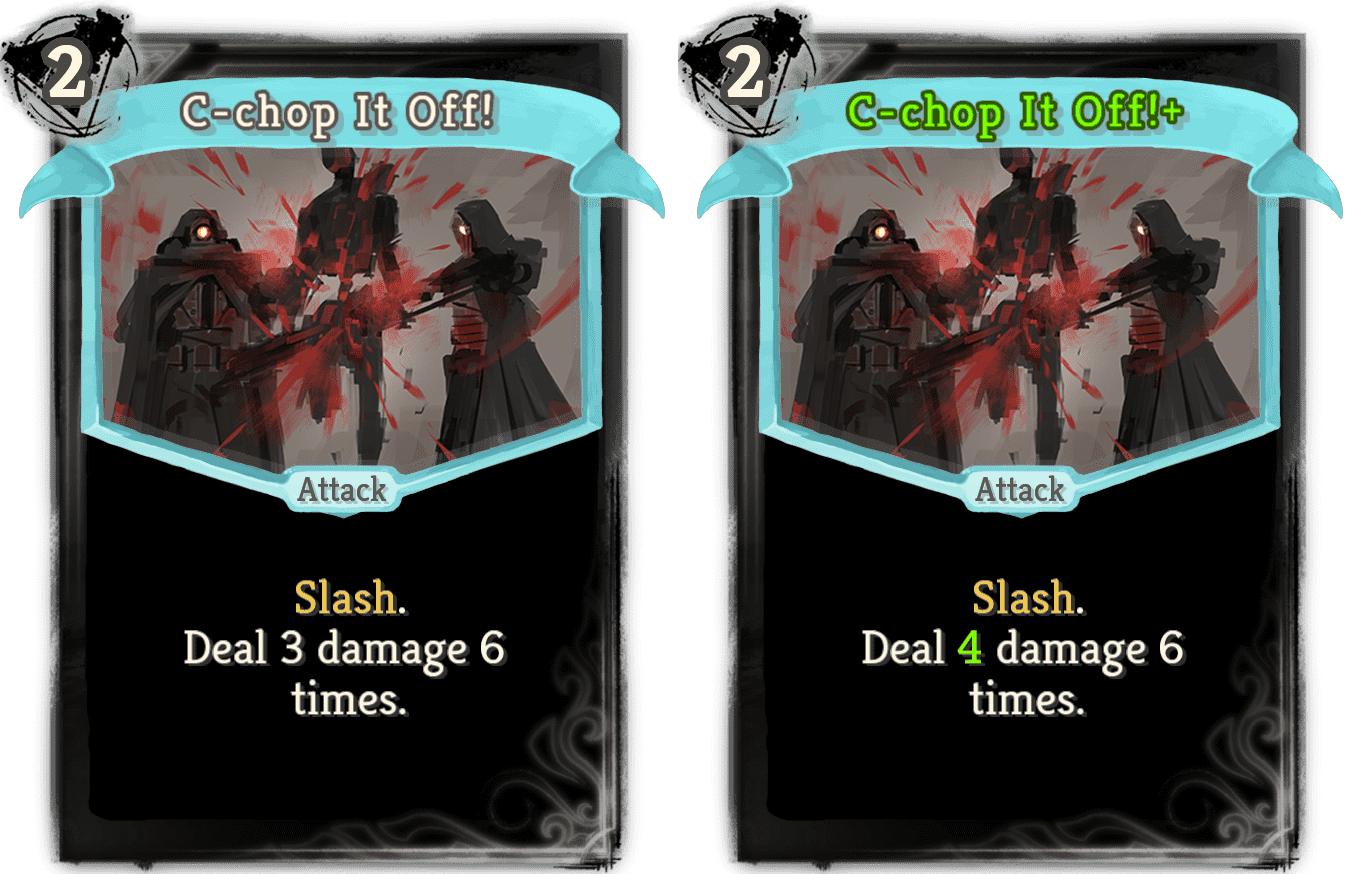 2
C-chop It Off!
Attack
Slash.
Deal 3 damage 6
times.
2
C-chop It Off!+
Attack
Slash.
Deal 4 damage 6
times.